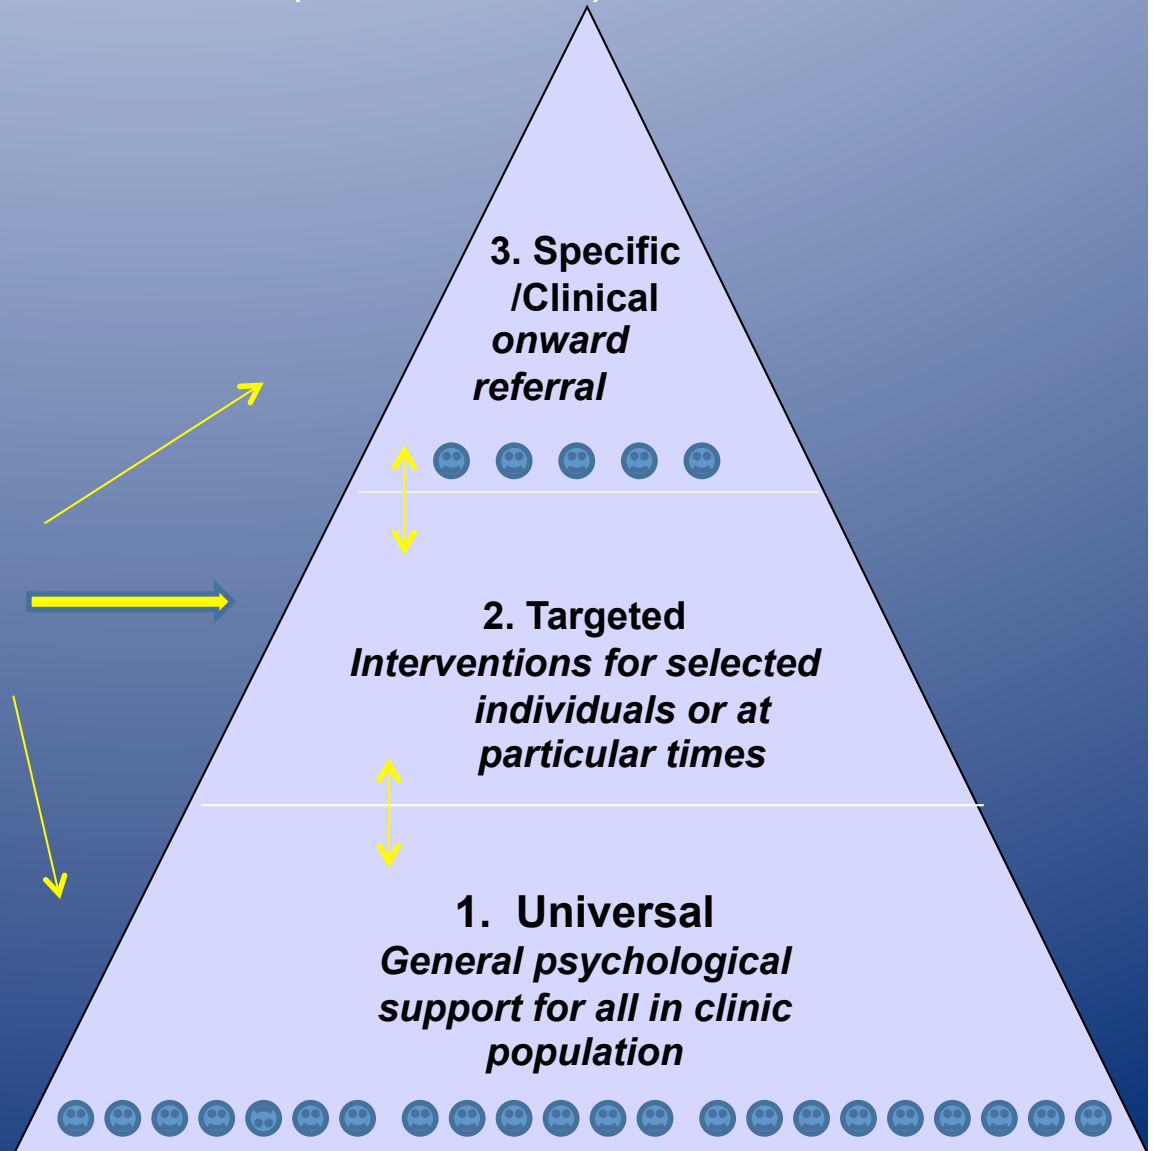 3. Specific
/Clinical
onward
referral
2. Targeted
Interventions for selected
individuals or at
particular times
1. Universal
General psychological
support for all in clinic
population